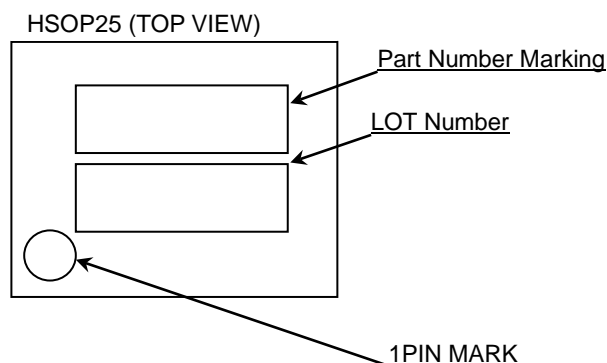 HSOP25 (TOP VIEW)
Part Number Marking
LOT Number
1PIN MARK